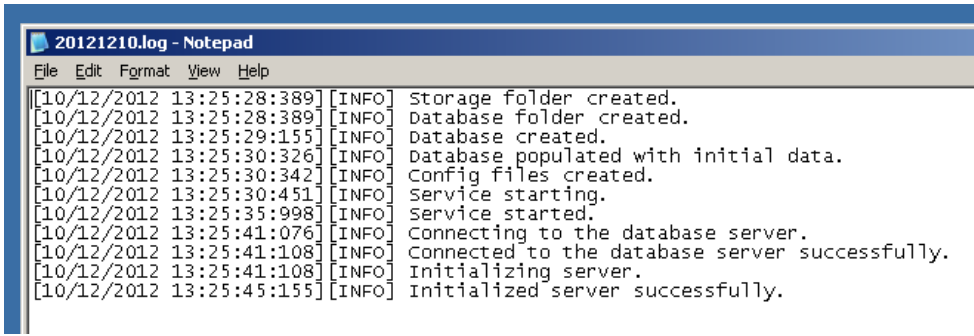 20121210.log - Notepad
File Edit Format View Help
[10/12/2012 13:25:28:389][INFO] Storage folder created.
[10/12/2012 13:25:28:389][INFO] Database folder created.
[10/12/2012 13:25:29:155][INFO] Database created.
[10/12/2012 13:25:30:326][INFO] Database populated with initial data.
[10/12/2012 13:25:30:342][INFO] Config files created.
[10/12/2012 13:25:30:451][INFO] Service starting.
[10/12/2012 13:25:35:998][INFO] Service started.
[10/12/2012 13:25:41:076][INFO] Connecting to the database server.
[10/12/2012 13:25:41:108][INFO] Connected to the database server successfully.
[10/12/2012 13:25:41:108][INFO] Initializing server.
[10/12/2012 13:25:45:155][INFO] Initialized server successfully.